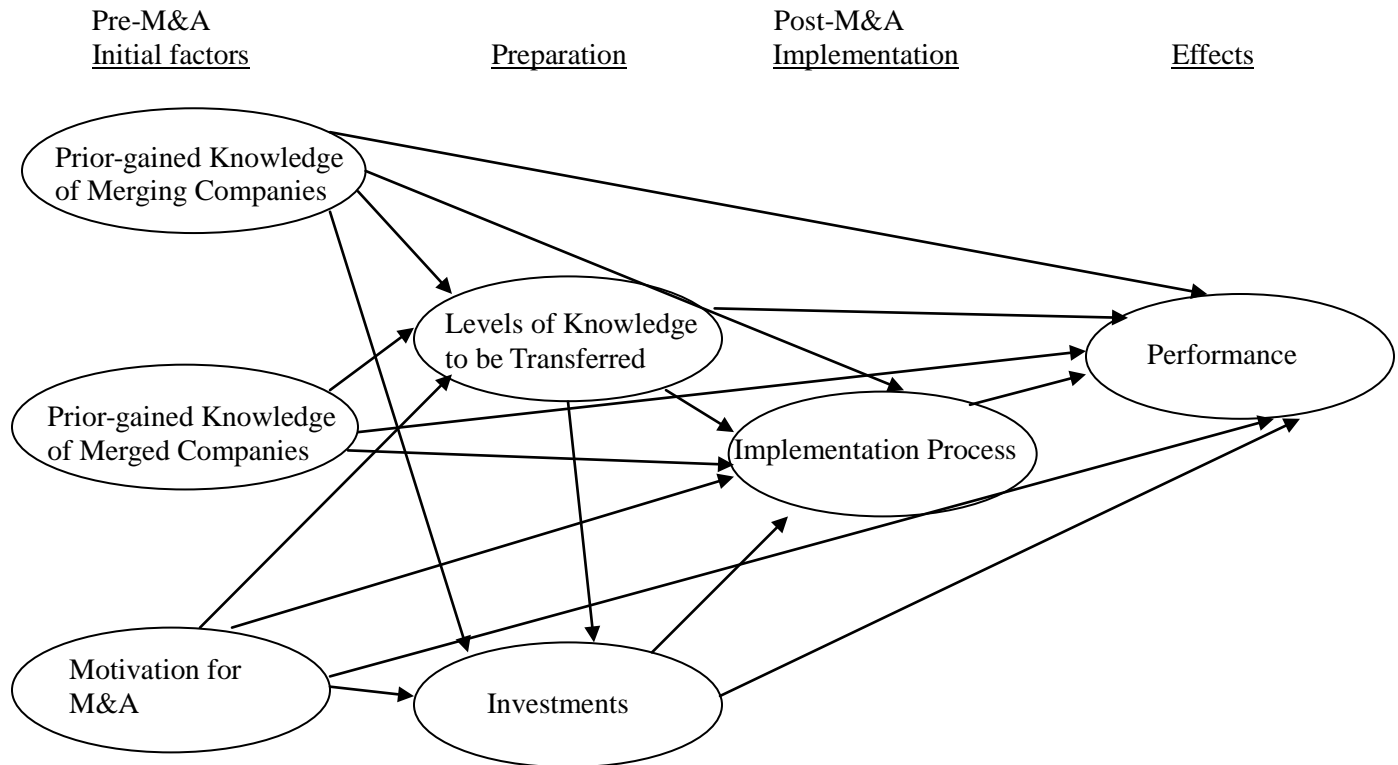 Pre-M&A
Initial factors
Preparation
Post-M&A
Implementation
Effects
Prior-gained Knowledge
of Merging Companies
Levels of Knowledge
to be Transferred
Performance
Prior-gained Knowledge
of Merged Companies
Implementation Process
Motivation for
M&A
Investments